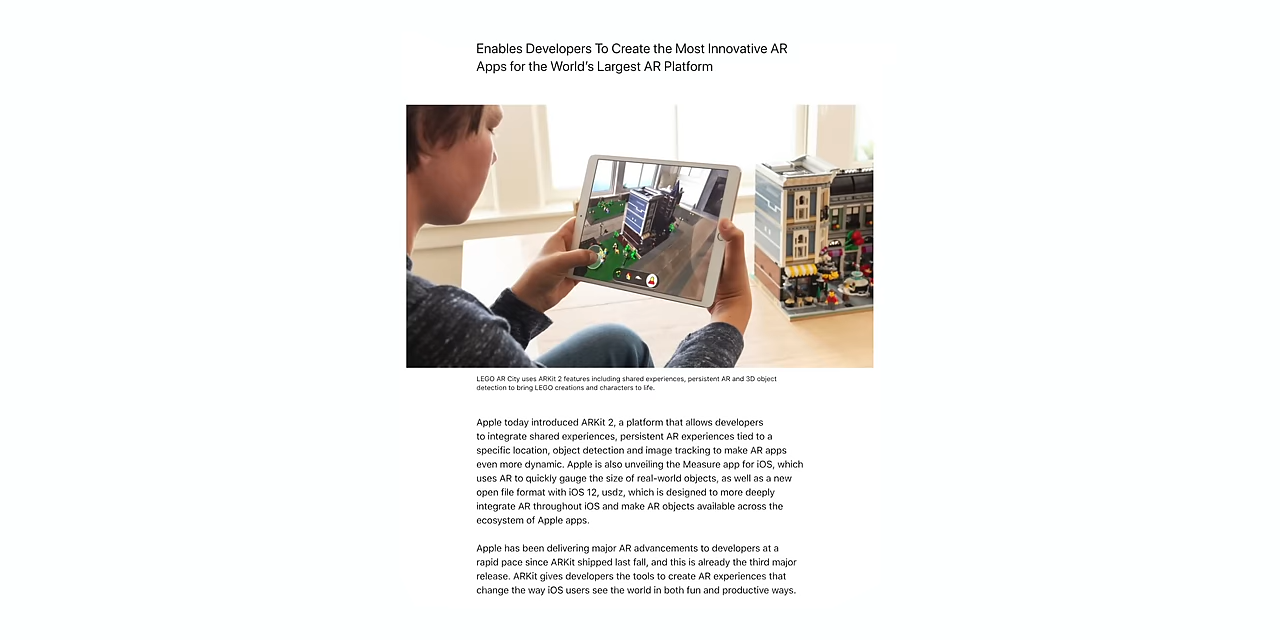 Enables Developers To Create the Most Innovative AR
Apps for the World's Largest AR Platform
LEGO AR City uses ARKit 2 features including shared experiences, persistent AR and 3D object
detection to bring LEGO creations and characters to life.
Apple today introduced ARKit 2, a platform that allows developers
to integrate shared experiences, persistent AR experiences tied to a
specific location, object detection and image tracking to make AR apps
even more dynamic. Apple is also unveiling the Measure app for iOS, which
uses AR to quickly gauge the size of real-world objects, as well as a new
open file format with iOS 12, usdz, which is designed to more deeply
integrate AR throughout iOS and make AR objects available across the
ecosystem of Apple apps.
Apple has been delivering major AR advancements to developers at a
rapid pace since ARKit shipped last fall, and this is already the third major
release. ARKit gives developers the tools to create AR experiences that
change the way iOS users see the world in both fun and productive ways.